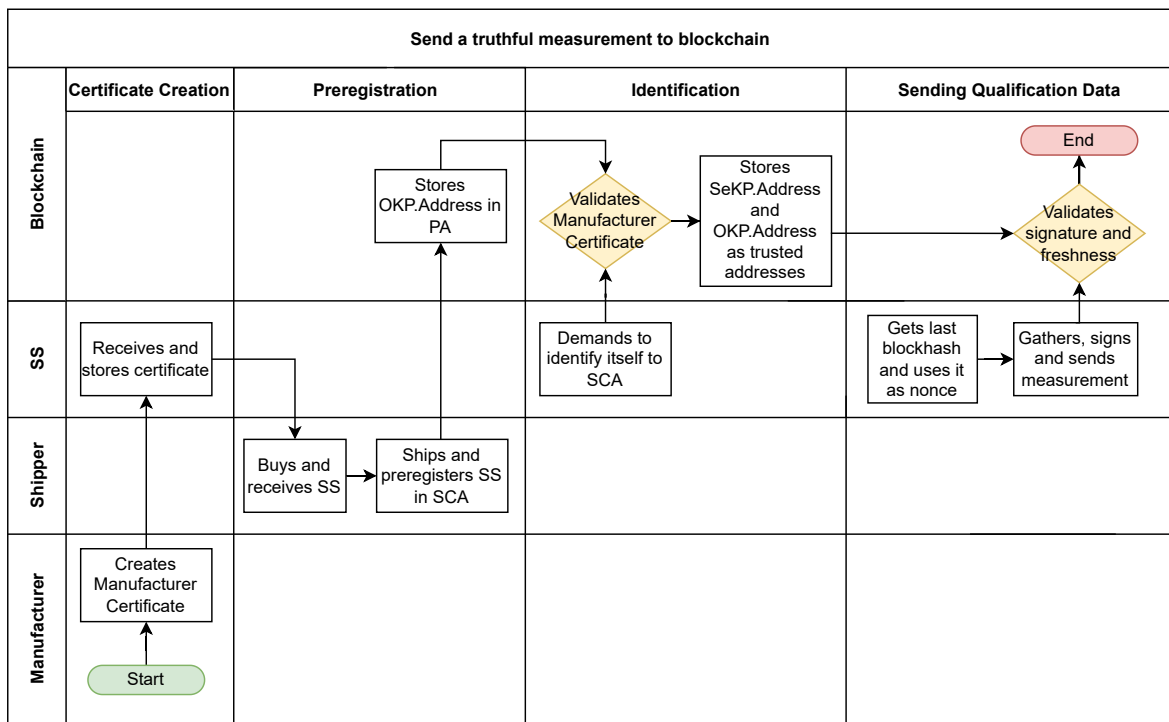 Send a truthful measurement to blockchain
Certificate Creation
Preregistration
Identification
Sending Qualification Data
Blockchain
Stores
OKP.Address in
PA
Validates
Manufacturer
Certificate
Stores
SeKP.Address
and
OKP.Address
as trusted
addresses
End
Validates
signature and
freshness
SS
Receives and
stores certificate
Demands to
identify itself to
SCA
Gets last
blockhash
and uses it
as nonce
Gathers, signs
and sends
measurement
Shipper
Buys and
receives SS
Ships and
preregisters SS
in SCA
Manufacturer
Creates
Manufacturer
Certificate
Start